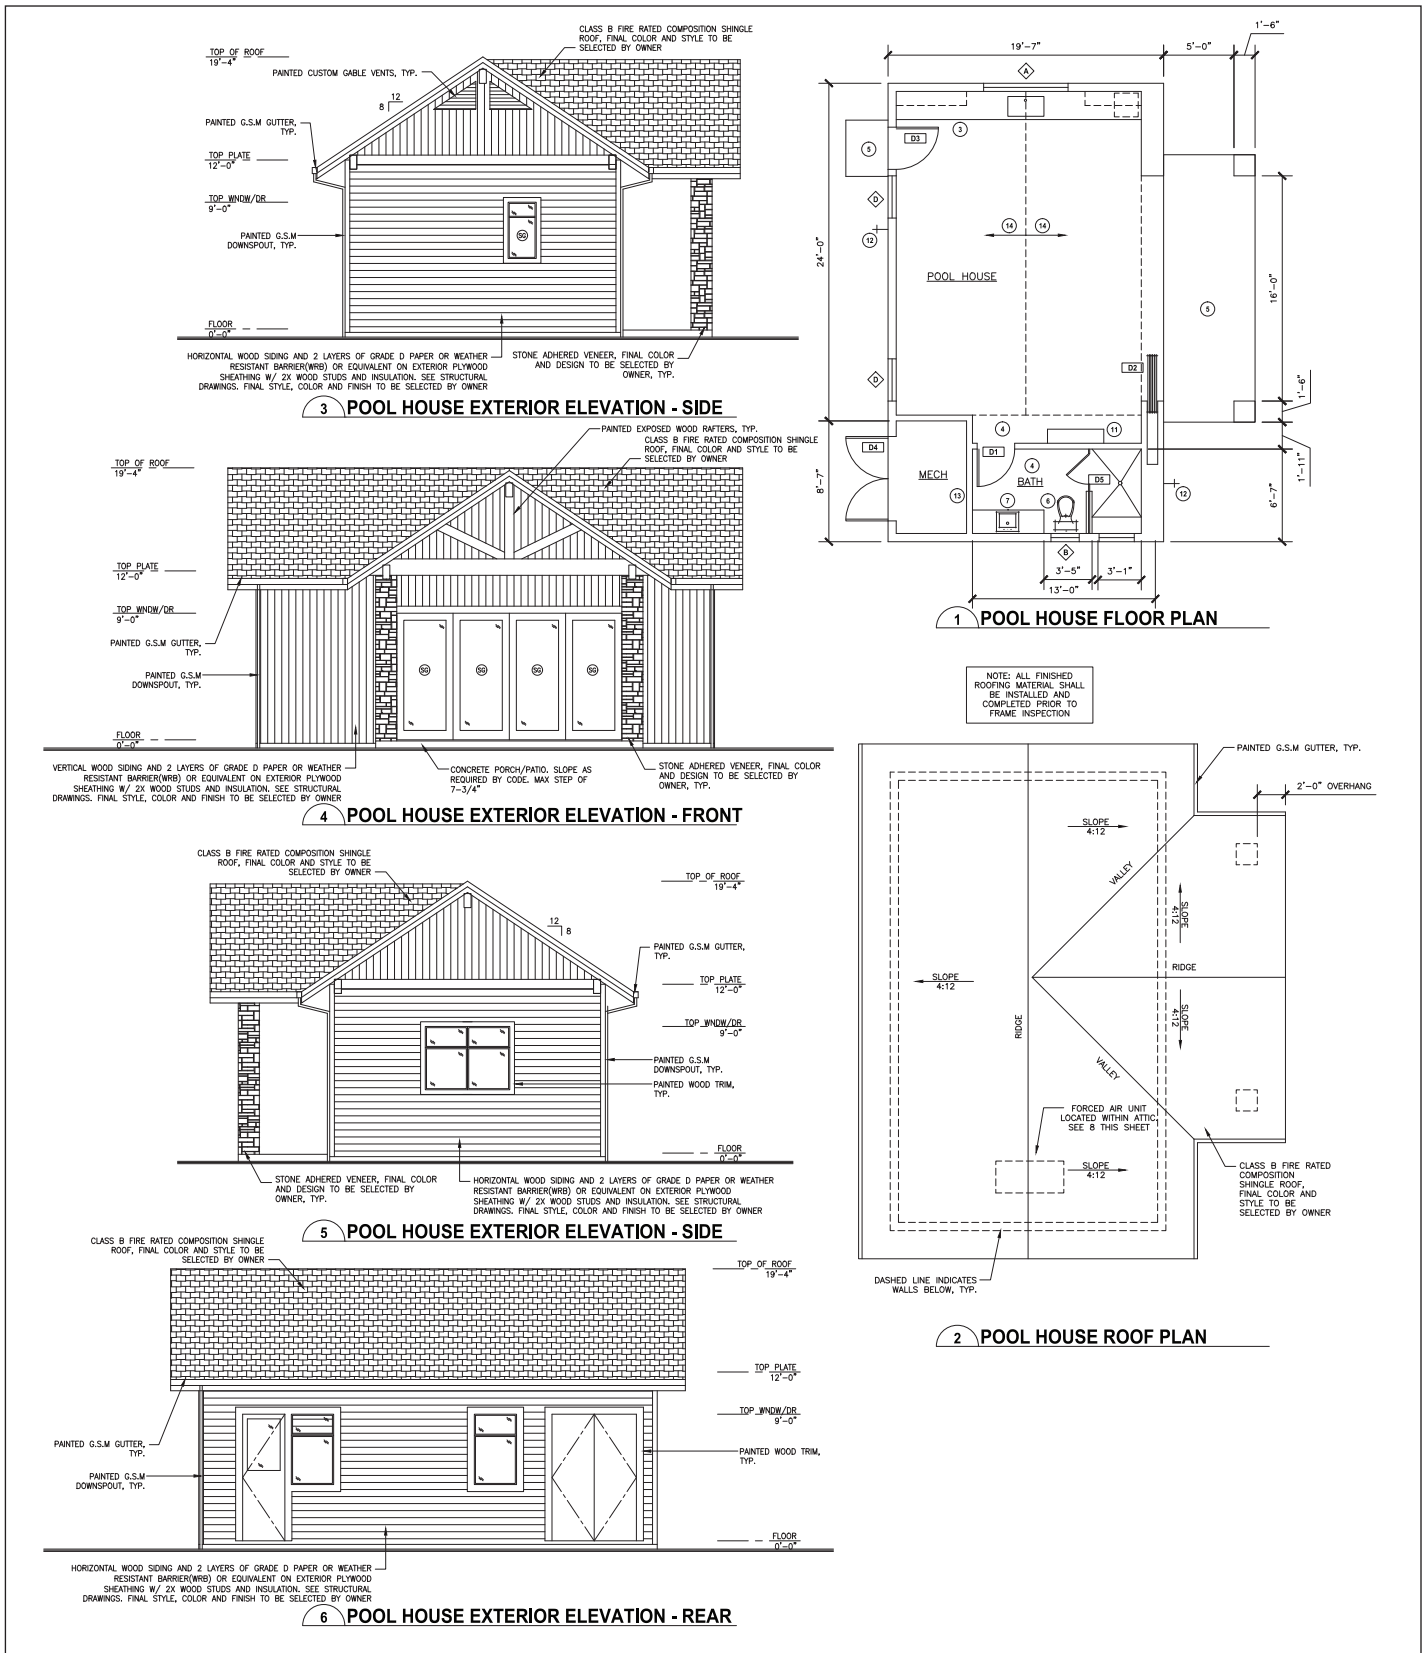 CLASS B FIRE RATED COMPOSITION SHINGLE
ROOF, FINAL COLOR AND STYLE TO BE
SELECTED BY OWNER
TOP OF ROOF
19'-4"
PAINTED CUSTOM GABLE VENTS, TYP.
12
8
PAINTED G.S.M GUTTER,
TYP.
TOP PLATE
12'-0"
TOP WNDW/DR
9'-0"
PAINTED G.S.M
DOWNSPOUT, TYP.
SG
FLOOR
0'-0"
HORIZONTAL WOOD SIDING AND 2 LAYERS OF GRADE D PAPER OR WEATHER
RESISTANT BARRIER(WRB) OR EQUIVALENT ON EXTERIOR PLYWOOD
SHEATHING W/ 2X WOOD STUDS AND INSULATION. SEE STRUCTURAL
DRAWINGS. FINAL STYLE, COLOR AND FINISH TO BE SELECTED BY OWNER
STONE ADHERED VENEER, FINAL COLOR
AND DESIGN TO BE SELECTED BY
OWNER, TYP.
3 POOL HOUSE EXTERIOR ELEVATION - SIDE
PAINTED EXPOSED WOOD RAFTERS, TYP.
CLASS B FIRE RATED COMPOSITION SHINGLE
ROOF, FINAL COLOR AND STYLE TO BE
SELECTED BY OWNER
TOP OF ROOF
19'-4"
TOP PLATE
12'-0"
TOP WNDW/DR
9'-0"
PAINTED G.S.M GUTTER,
TYP.
PAINTED G.S.M
DOWNSPOUT, TYP.
SG SG SG SG
FLOOR
0'-0"
VERTICAL WOOD SIDING AND 2 LAYERS OF GRADE D PAPER OR WEATHER
RESISTANT BARRIER(WRB) OR EQUIVALENT ON EXTERIOR PLYWOOD
SHEATHING W/ 2X WOOD STUDS AND INSULATION. SEE STRUCTURAL
DRAWINGS. FINAL STYLE, COLOR AND FINISH TO BE SELECTED BY OWNER
CONCRETE PORCH/PATIO. SLOPE AS
REQUIRED BY CODE. MAX STEP OF
7-3/4"
STONE ADHERED VENEER, FINAL COLOR
AND DESIGN TO BE SELECTED BY
OWNER, TYP.
4 POOL HOUSE EXTERIOR ELEVATION - FRONT
CLASS B FIRE RATED COMPOSITION SHINGLE
ROOF, FINAL COLOR AND STYLE TO BE
SELECTED BY OWNER
TOP OF ROOF
19'-4"
12
8
PAINTED G.S.M GUTTER,
TYP.
TOP PLATE
12'-0"
TOP WNDW/DR
9'-0"
PAINTED G.S.M
DOWNSPOUT, TYP.
PAINTED WOOD TRIM,
TYP.
FLOOR
0'-0"
STONE ADHERED VENEER, FINAL COLOR
AND DESIGN TO BE SELECTED BY
OWNER, TYP.
HORIZONTAL WOOD SIDING AND 2 LAYERS OF GRADE D PAPER OR WEATHER
RESISTANT BARRIER(WRB) OR EQUIVALENT ON EXTERIOR PLYWOOD
SHEATHING W/ 2X WOOD STUDS AND INSULATION. SEE STRUCTURAL
DRAWINGS. FINAL STYLE, COLOR AND FINISH TO BE SELECTED BY OWNER
5 POOL HOUSE EXTERIOR ELEVATION - SIDE
CLASS B FIRE RATED COMPOSITION SHINGLE
ROOF, FINAL COLOR AND STYLE TO BE
SELECTED BY OWNER
TOP OF ROOF
19'-4"
TOP PLATE
12'-0"
TOP WNDW/DR
9'-0"
PAINTED G.S.M GUTTER,
TYP.
PAINTED WOOD TRIM,
TYP.
PAINTED G.S.M
DOWNSPOUT, TYP.
FLOOR
0'-0"
HORIZONTAL WOOD SIDING AND 2 LAYERS OF GRADE D PAPER OR WEATHER
RESISTANT BARRIER(WRB) OR EQUIVALENT ON EXTERIOR PLYWOOD
SHEATHING W/ 2X WOOD STUDS AND INSULATION. SEE STRUCTURAL
DRAWINGS. FINAL STYLE, COLOR AND FINISH TO BE SELECTED BY OWNER
6 POOL HOUSE EXTERIOR ELEVATION - REAR
1'-6"
19'-7" 5'-0"
A
3
D3
5
D
12
14 14
24'-0"
POOL HOUSE
16'-0"
5
D
D2
1'-6"
4
11
D4
D1
8'-7"
MECH
4
BATH
D5
1'-11"
13
7
6
12
6'-7"
B
3'-5" 3'-1"
13'-0"
1 POOL HOUSE FLOOR PLAN
NOTE: ALL FINISHED
ROOFING MATERIAL SHALL
BE INSTALLED AND
COMPLETED PRIOR TO
FRAME INSPECTION
PAINTED G.S.M GUTTER, TYP.
2'-0" OVERHANG
SLOPE
4:12
VALLEY
SLOPE
4:12
RIDGE
SLOPE
4:12
SLOPE
4:12
RIDGE
VALLEY
FORCED AIR UNIT
LOCATED WITHIN ATTIC.
SEE 8 THIS SHEET
SLOPE
4:12
CLASS B FIRE RATED
COMPOSITION
SHINGLE ROOF,
FINAL COLOR AND
STYLE TO BE
SELECTED BY OWNER
DASHED LINE INDICATES
WALLS BELOW, TYP.
2 POOL HOUSE ROOF PLAN